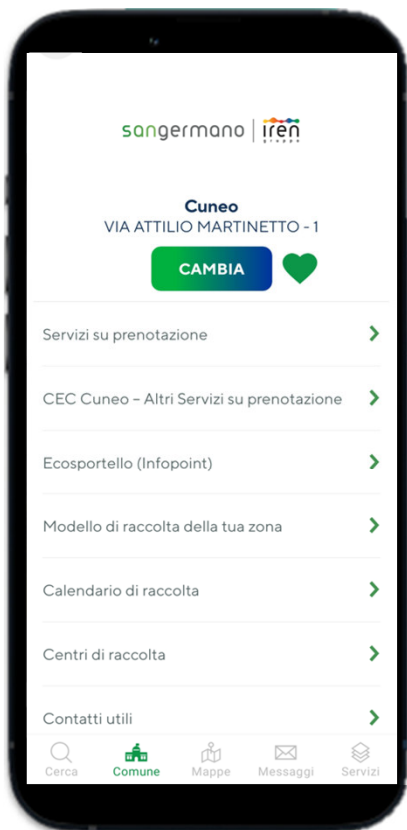 sangermano | iren
gruppo
Cuneo
VIA ATTILIO MARTINETTO - 1
CAMBIA
Servizi su prenotazione
CEC Cuneo – Altri Servizi su prenotazione
Ecosportello (Infopoint)
Modello di raccolta della tua zona
Calendario di raccolta
Centri di raccolta
Contatti utili
Cerca Comune Mappe Messaggi Servizi